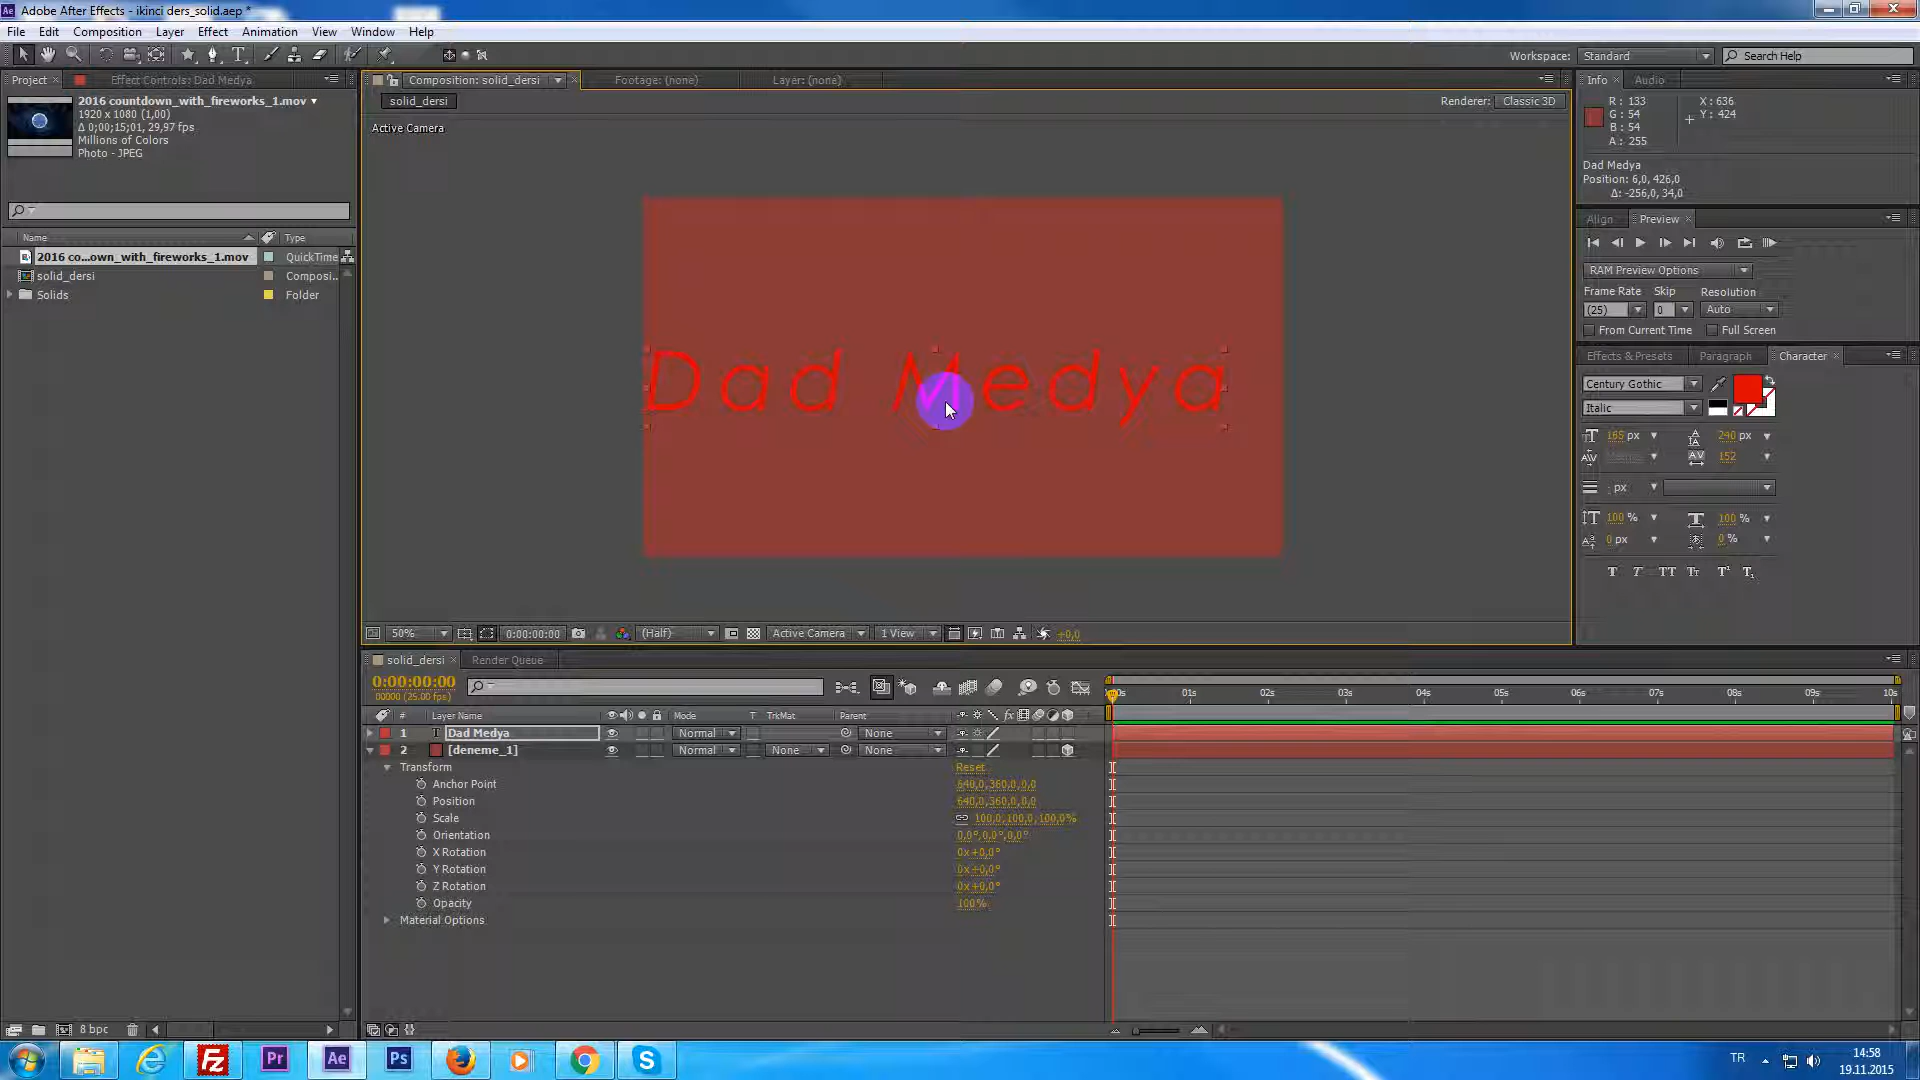 Adobe After Effects - ikinci ders_solid.aep *
File Edit Composition Layer Effect Animation View Window Help
Workspace: Standard Search Help
Project Effect Controls: Dad Medya
2016 countdown_with_fireworks_1.mov
1920 x 1080 (1,00)
Δ 0;00;15;01, 29,97 fps
Millions of Colors
Photo - JPEG
Name Type
2016 co...own_with_fireworks_1.mov QuickTime
solid_dersi Composi...
Solids Folder
8 bpc
Composition: solid_dersi Footage: (none) Layer: (none)
solid_dersi Renderer: Classic 3D
Active Camera
Dad Medya
50% 0:00:00:00 (Half) Active Camera 1 View +0,0
Info Audio
R: 133 X: 636
G: 54 Y: 424
B: 54
A: 255
Dad Medya
Position: 6,0, 426,0
Δ: -256,0, 34,0
Align Preview
RAM Preview Options
Frame Rate Skip Resolution
(25) 0 Auto
From Current Time Full Screen
Effects & Presets Paragraph Character
Century Gothic
Italic
165 px 240 px
152
- px
100 % 100 %
0 px 0 %
T T TT Tt T¹ T₁
solid_dersi Render Queue
0:00:00:00
00000 (25.00 fps)
# Layer Name Mode T TrkMat Parent
1 T Dad Medya Normal None
2 [deneme_1] Normal None None
Transform Reset
Anchor Point 640,0,360,0,0,0
Position 640,0,360,0,0,0
Scale 100,0,100,0,100,0%
Orientation 0,0°,0,0°,0,0°
X Rotation 0x+0,0°
Y Rotation 0x+0,0°
Z Rotation 0x+0,0°
Opacity 100%
Material Options
01s 02s 03s 04s 05s 06s 07s 08s 09s 10s
Fz Pr Ae Ps
TR 14:58
19.11.2015